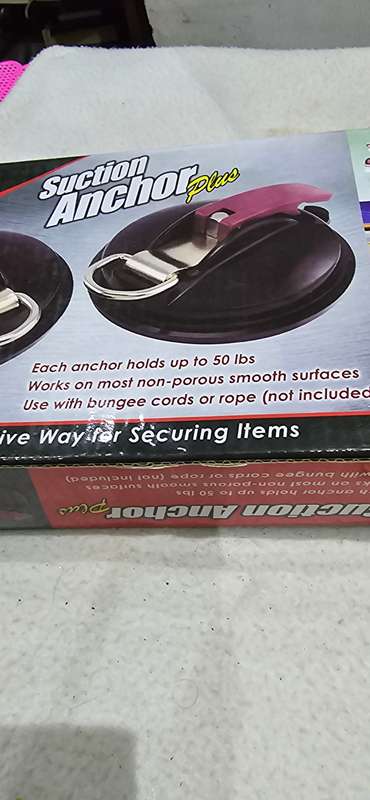 Suction
Anchor Plus
Each anchor holds up to 50 lbs
Works on most non-porous smooth surfaces
Use with bungee cords or rope (not included
ive Way for Securing Items
Suction Anchor Plus
h anchor holds up to 50 lbs
ks on most non-porous smooth surfaces
with bungee cords or rope (not included)